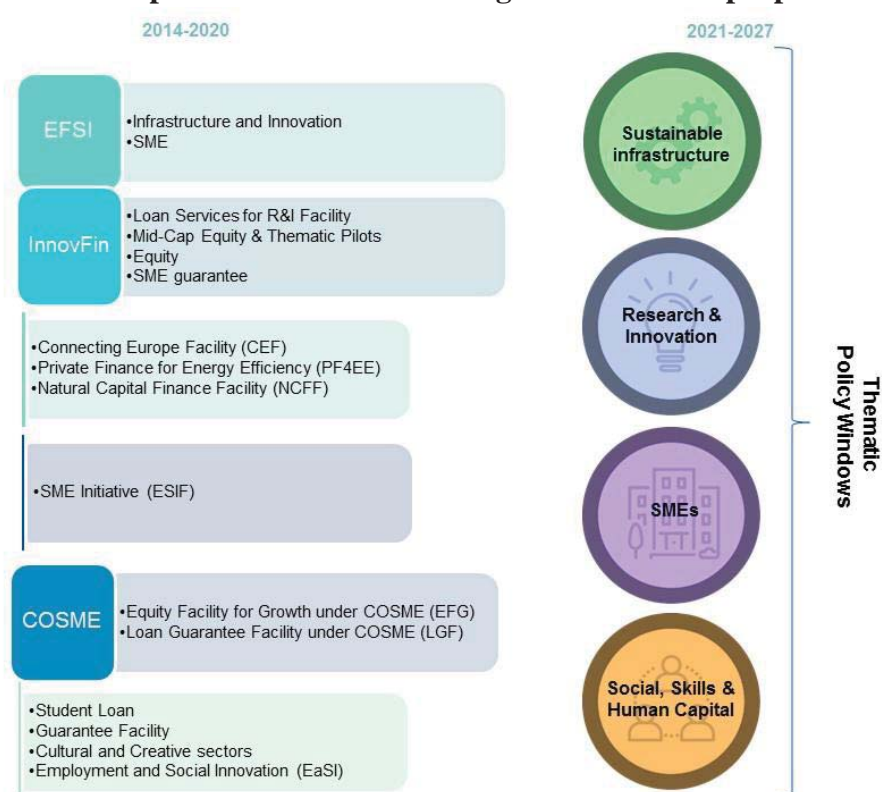 2014-2020
2021-2027
EFSI
•Infrastructure and Innovation
•SME
InnovFin
•Loan Services for R&I Facility
•Mid-Cap Equity & Thematic Pilots
•Equity
•SME guarantee
•Connecting Europe Facility (CEF)
•Private Finance for Energy Efficiency (PF4EE)
•Natural Capital Finance Facility (NCFF)
•SME Initiative (ESIF)
COSME
•Equity Facility for Growth under COSME (EFG)
•Loan Guarantee Facility under COSME (LGF)
•Student Loan
•Guarantee Facility
•Cultural and Creative sectors
•Employment and Social Innovation (EaSI)
Sustainable
infrastructure
Research &
Innovation
SMEs
Social, Skills &
Human Capital
Thematic
Policy Windows